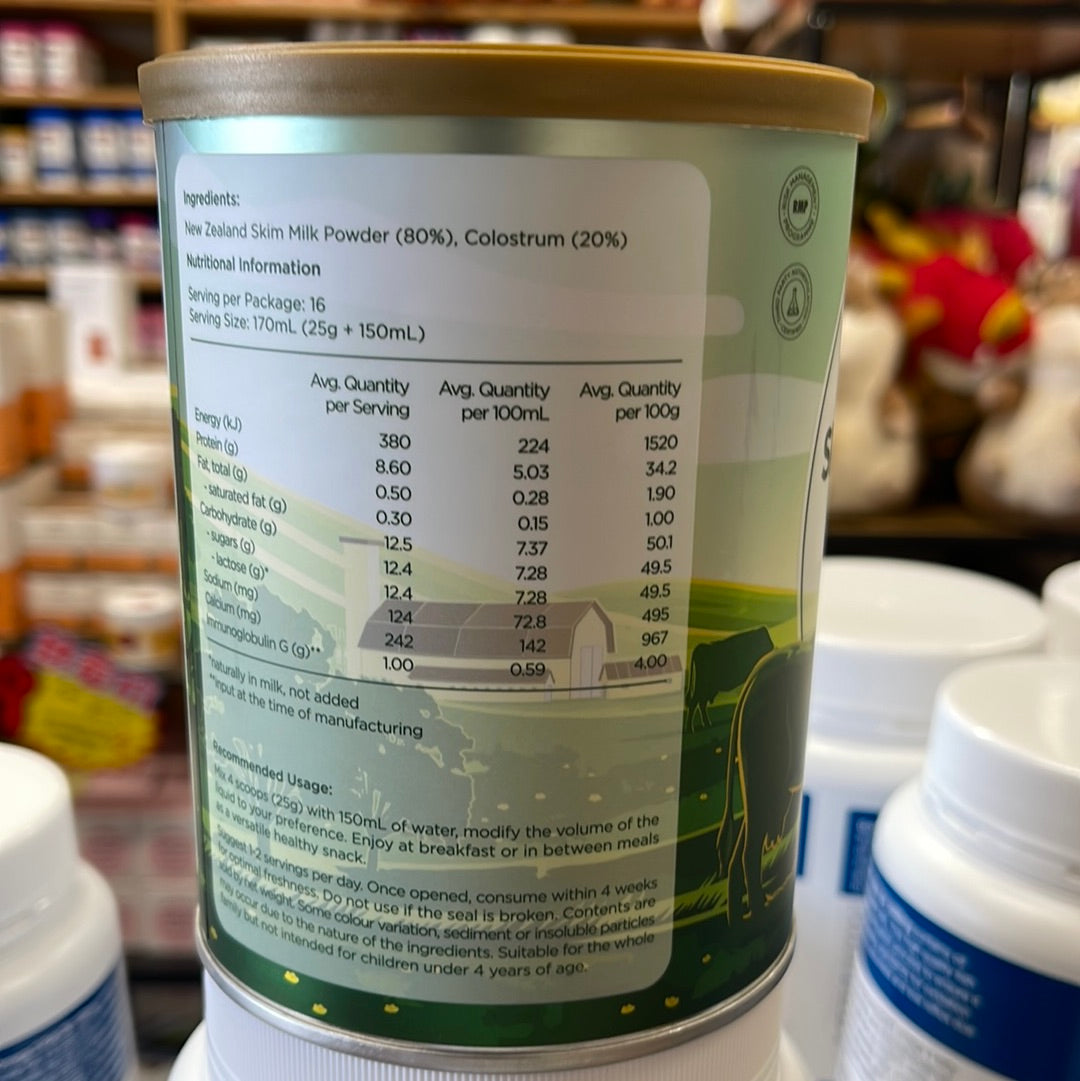 Ingredients:
New Zealand Skim Milk Powder (80%), Colostrum (20%)
Nutritional Information
Serving per Package: 16
Serving Size: 170mL (25g + 150mL)
Avg. Quantity per Serving Avg. Quantity per 100mL Avg. Quantity per 100g
Energy (kJ) 380 224 1520
Protein (g) 8.60 5.03 34.2
Fat, total (g) 0.50 0.28 1.90
- saturated fat (g) 0.30 0.15 1.00
Carbohydrate (g) 12.5 7.37 50.1
- sugars (g) 12.4 7.28 49.5
- lactose (g)* 12.4 7.28 49.5
Sodium (mg) 124 72.8 495
Calcium (mg) 242 142 967
Immunoglobulin G (g)** 1.00 0.59 4.00
*naturally in milk, not added
**input at the time of manufacturing
Recommended Usage:
Mix 4 scoops (25g) with 150mL of water, modify the volume of the
liquid to your preference. Enjoy at breakfast or in between meals
as a versatile healthy snack.
Suggest 1-2 servings per day. Once opened, consume within 4 weeks
for optimal freshness. Do not use if the seal is broken. Contents are
sold by net weight. Some colour variation, sediment or insoluble particles
may occur due to the nature of the ingredients. Suitable for the whole
family but not intended for children under 4 years of age.
RISK MANAGEMENT
RMP
PROGRAMME
S